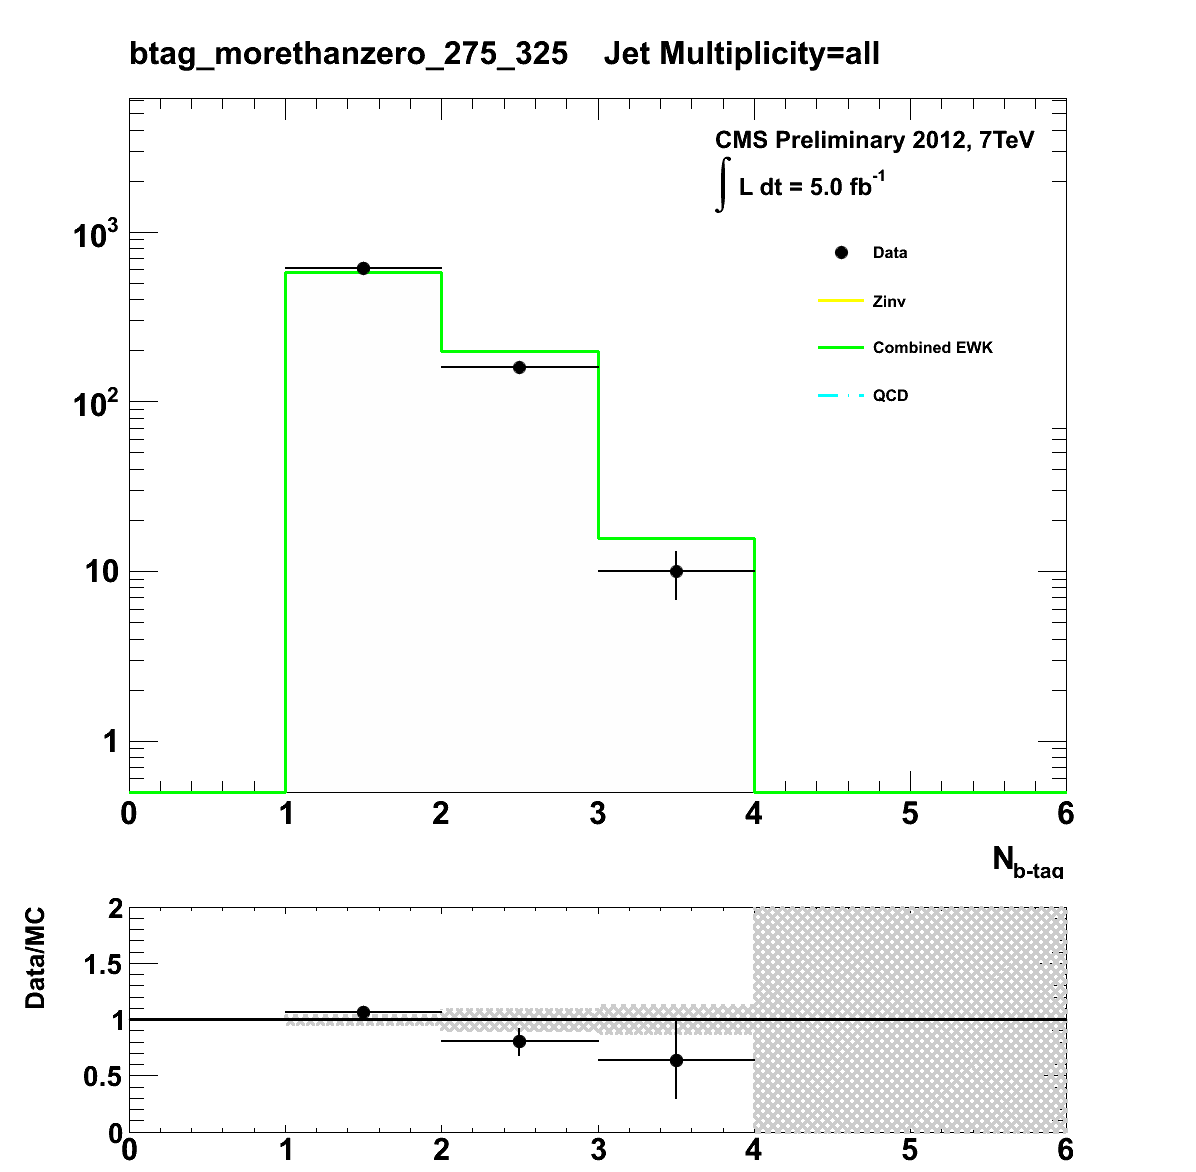 btag_morethanzero_275_325 Jet Multiplicity=all
CMS Preliminary 2012, 7TeV
∫ L dt = 5.0 fb⁻¹
Data
Zinv
Combined EWK
QCD
10³
10²
10
1
0 1 2 3 4 5 6
N b-tag
Data/MC
2
1.5
1
0.5
0
0 1 2 3 4 5 6